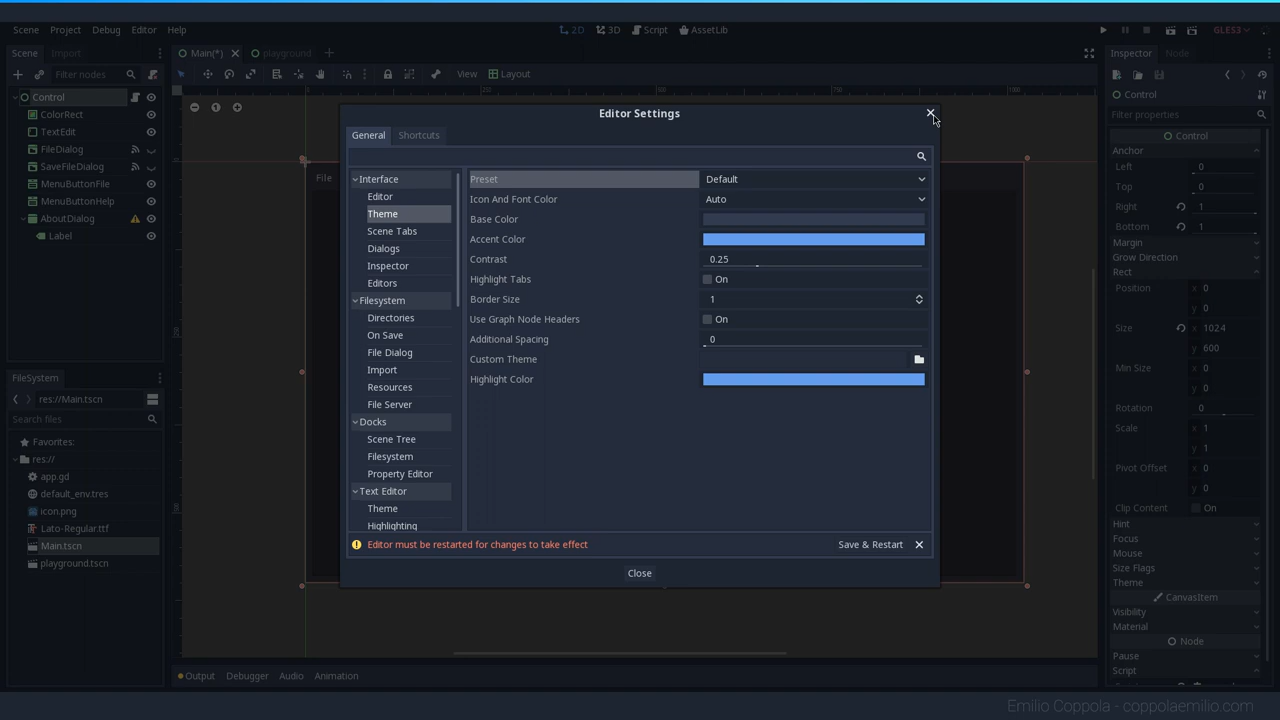 Scene Project Debug Editor Help
2D 3D Script AssetLib
GLES3
Scene Import
Main(*) playground
Inspector Node
Filter nodes
View Layout
Control
Filter properties
Control
ColorRect
TextEdit
FileDialog
SaveFileDialog
MenuButtonFile
MenuButtonHelp
AboutDialog
Label
FileSystem
res://Main.tscn
Search files
Favorites:
res://
app.gd
default_env.tres
icon.png
Lato-Regular.ttf
Main.tscn
playground.tscn
File
Editor Settings
General Shortcuts
Interface
Editor
Theme
Scene Tabs
Dialogs
Inspector
Editors
Filesystem
Directories
On Save
File Dialog
Import
Resources
File Server
Docks
Scene Tree
Filesystem
Property Editor
Text Editor
Theme
Highlighting
Preset Default
Icon And Font Color Auto
Base Color
Accent Color
Contrast 0.25
Highlight Tabs On
Border Size 1
Use Graph Node Headers On
Additional Spacing 0
Custom Theme
Highlight Color
Editor must be restarted for changes to take effect Save & Restart
Close
Control
Anchor
Left 0
Top 0
Right 1
Bottom 1
Margin
Grow Direction
Rect
Position x 0
y 0
Size x 1024
y 600
Min Size x 0
y 0
Rotation 0
Scale x 1
y 1
Pivot Offset x 0
y 0
Clip Content On
Hint
Focus
Mouse
Size Flags
Theme
CanvasItem
Visibility
Material
Node
Pause
Script
Output Debugger Audio Animation
Emilio Coppola - coppolaemilio.com